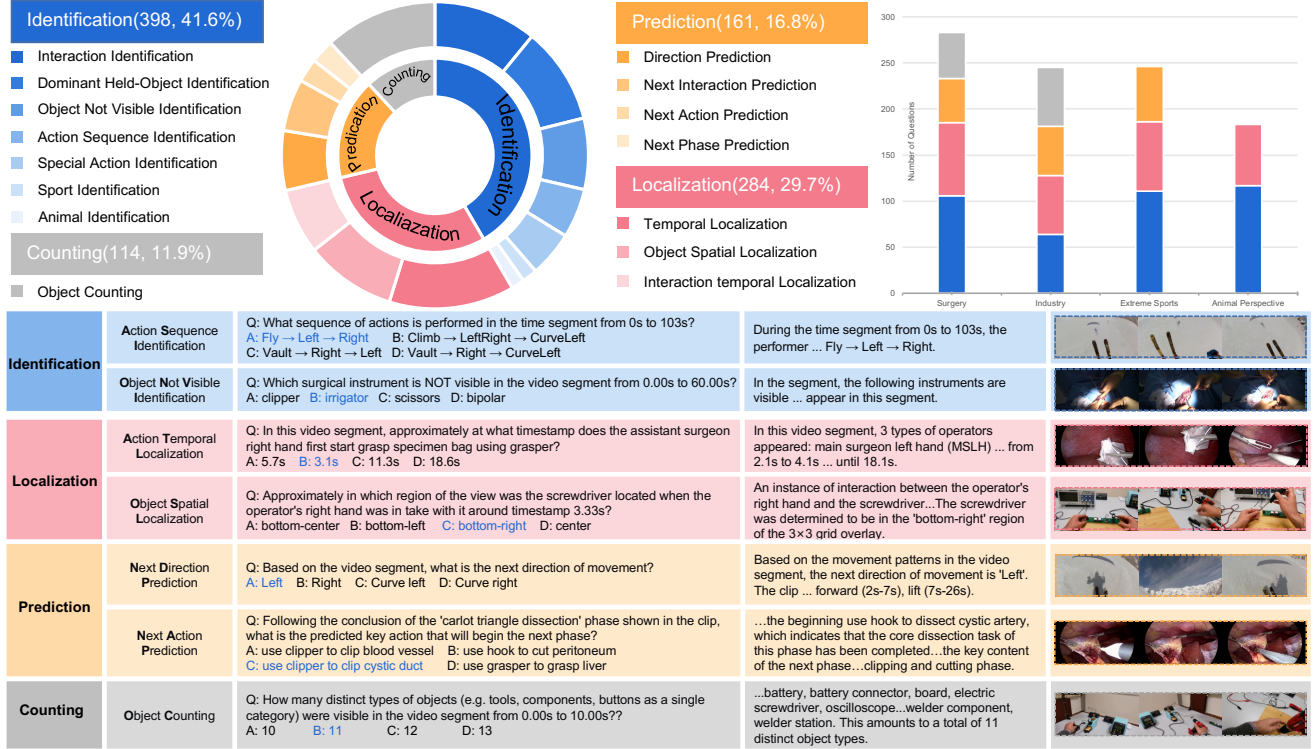 Identification(398, 41.6%)
Interaction Identification
Dominant Held-Object Identification
Object Not Visible Identification
Action Sequence Identification
Special Action Identification
Sport Identification
Animal Identification
Counting(114, 11.9%)
Object Counting
Identification
Localiazation
Predication
Counting
Prediction(161, 16.8%)
Direction Prediction
Next Interaction Prediction
Next Action Prediction
Next Phase Prediction
Localization(284, 29.7%)
Temporal Localization
Object Spatial Localization
Interaction temporal Localization
Number of Questions
300
250
200
150
100
50
0
Surgery
Industry
Extreme Sports
Animal Perspective
Identification
Action Sequence
Identification
Q: What sequence of actions is performed in the time segment from 0s to 103s?
A: Fly → Left → Right B: Climb → LeftRight → CurveLeft
C: Vault → Right → Left D: Vault → Right → CurveLeft
During the time segment from 0s to 103s, the
performer ... Fly → Left → Right.
Object Not Visible
Identification
Q: Which surgical instrument is NOT visible in the video segment from 0.00s to 60.00s?
A: clipper B: irrigator C: scissors D: bipolar
In the segment, the following instruments are
visible ... appear in this segment.
Localization
Action Temporal
Localization
Q: In this video segment, approximately at what timestamp does the assistant surgeon
right hand first start grasp specimen bag using grasper?
A: 5.7s B: 3.1s C: 11.3s D: 18.6s
In this video segment, 3 types of operators
appeared: main surgeon left hand (MSLH) ... from
2.1s to 4.1s ... until 18.1s.
Object Spatial
Localization
Q: Approximately in which region of the view was the screwdriver located when the
operator's right hand was in take with it around timestamp 3.33s?
A: bottom-center B: bottom-left C: bottom-right D: center
An instance of interaction between the operator's
right hand and the screwdriver...The screwdriver
was determined to be in the 'bottom-right' region
of the 3×3 grid overlay.
Prediction
Next Direction
Prediction
Q: Based on the video segment, what is the next direction of movement?
A: Left B: Right C: Curve left D: Curve right
Based on the movement patterns in the video
segment, the next direction of movement is 'Left'.
The clip ... forward (2s-7s), lift (7s-26s).
Next Action
Prediction
Q: Following the conclusion of the 'carlot triangle dissection' phase shown in the clip,
what is the predicted key action that will begin the next phase?
A: use clipper to clip blood vessel B: use hook to cut peritoneum
C: use clipper to clip cystic duct D: use grasper to grasp liver
…the beginning use hook to dissect cystic artery,
which indicates that the core dissection task of
this phase has been completed…the key content
of the next phase…clipping and cutting phase.
Counting
Object Counting
Q: How many distinct types of objects (e.g. tools, components, buttons as a single
category) were visible in the video segment from 0.00s to 10.00s??
A: 10 B: 11 C: 12 D: 13
...battery, battery connector, board, electric
screwdriver, oscilloscope...welder component,
welder station. This amounts to a total of 11
distinct object types.